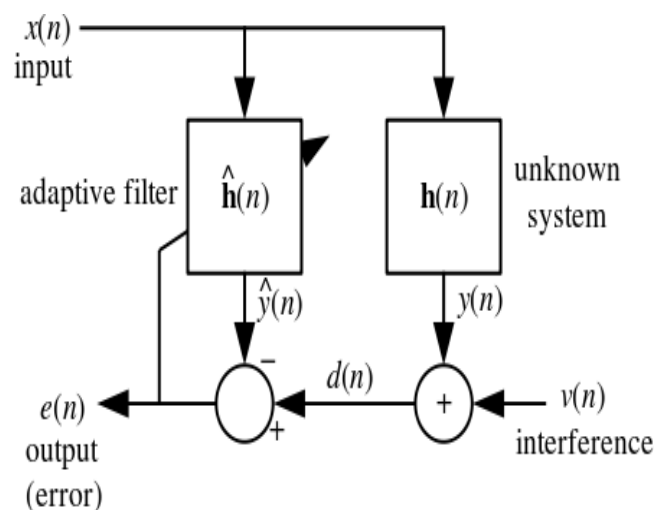 x(n)
input
adaptive filter
ĥ(n)
h(n)
unknown
system
ŷ(n)
y(n)
−
d(n)
+
+
v(n)
interference
e(n)
output
(error)